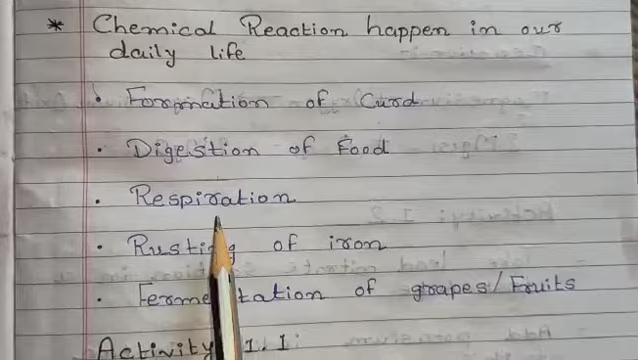 * Chemical Reaction happen in our
daily life
• Formation of Curd
• Digestion of Food
• Respiration
• Rusting of iron
• Fermentation of grapes/Fruits
Activity 1.1